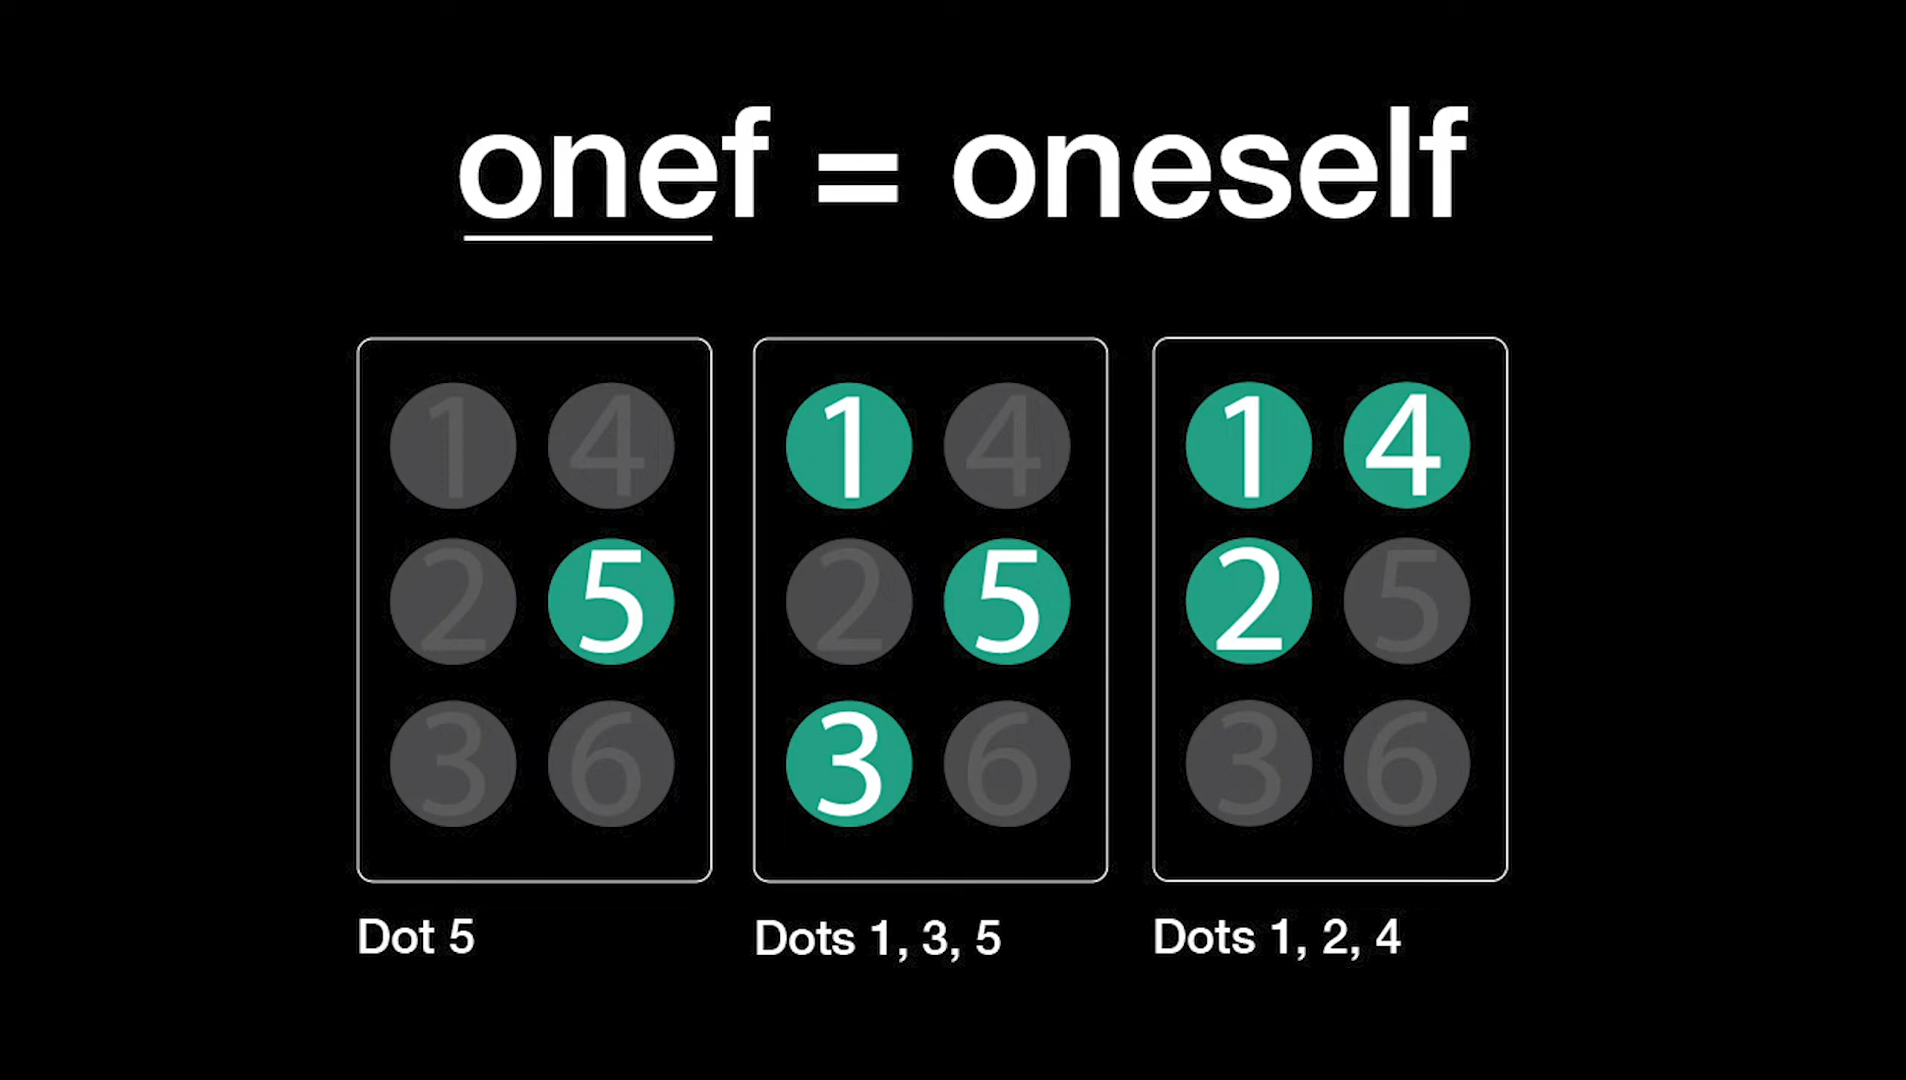 onef = oneself
1 4 1 4 1 4
2 5 2 5 2 5
3 6 3 6 3 6
Dot 5 Dots 1, 3, 5 Dots 1, 2, 4